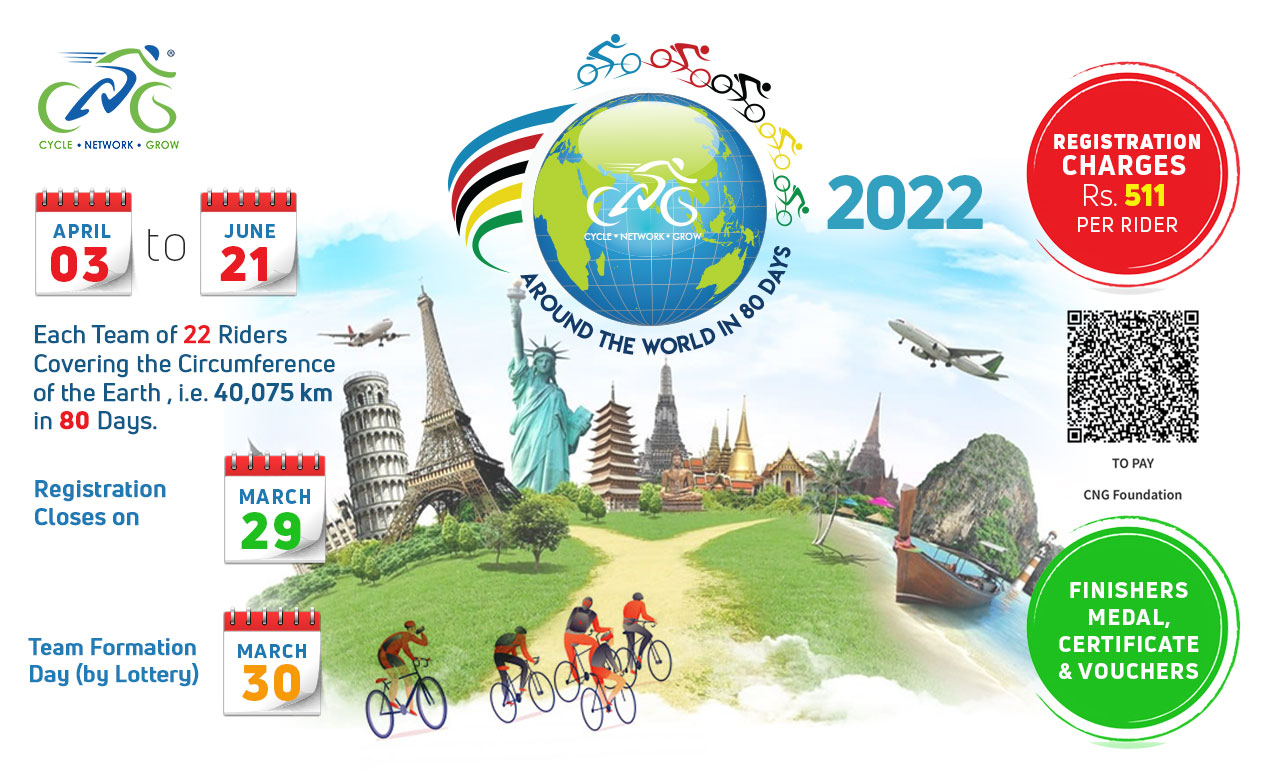 CNG ®
CYCLE • NETWORK • GROW
APRIL
03
to
JUNE
21
Each Team of 22 Riders
Covering the Circumference
of the Earth , i.e. 40,075 km
in 80 Days.
Registration
Closes on
MARCH
29
Team Formation
Day (by Lottery)
MARCH
30
CNG
CYCLE • NETWORK • GROW
AROUND THE WORLD IN 80 DAYS
2022
REGISTRATION
CHARGES
Rs. 511
PER RIDER
TO PAY
CNG Foundation
FINISHERS
MEDAL,
CERTIFICATE
& VOUCHERS